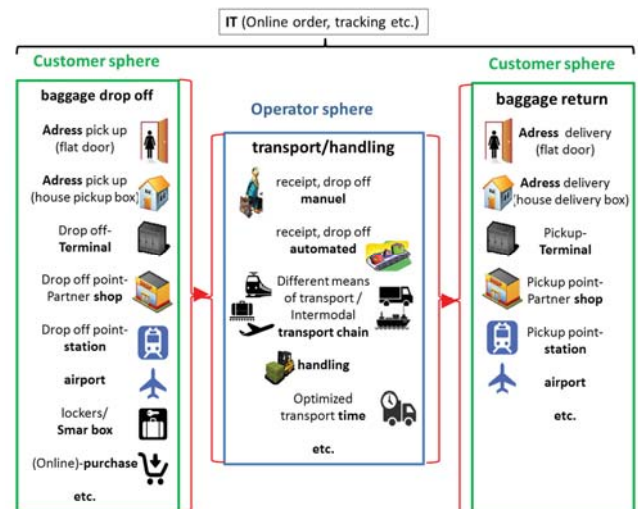 IT (Online order, tracking etc.)
Customer sphere
baggage drop off
Adress pick up
(flat door)
Adress pick up
(house pickup box)
Drop off-
Terminal
Drop off point-
Partner shop
Drop off point-
station
airport
lockers/
Smar box
(Online)-purchase
etc.
Operator sphere
transport/handling
receipt, drop off
manuel
receipt, drop off
automated
Different means
of transport /
Intermodal
transport chain
handling
Optimized
transport time
etc.
Customer sphere
baggage return
Adress delivery
(flat door)
Adress delivery
(house delivery box)
Pickup-
Terminal
Pickup point-
Partner shop
Pickup point-
station
airport
etc.